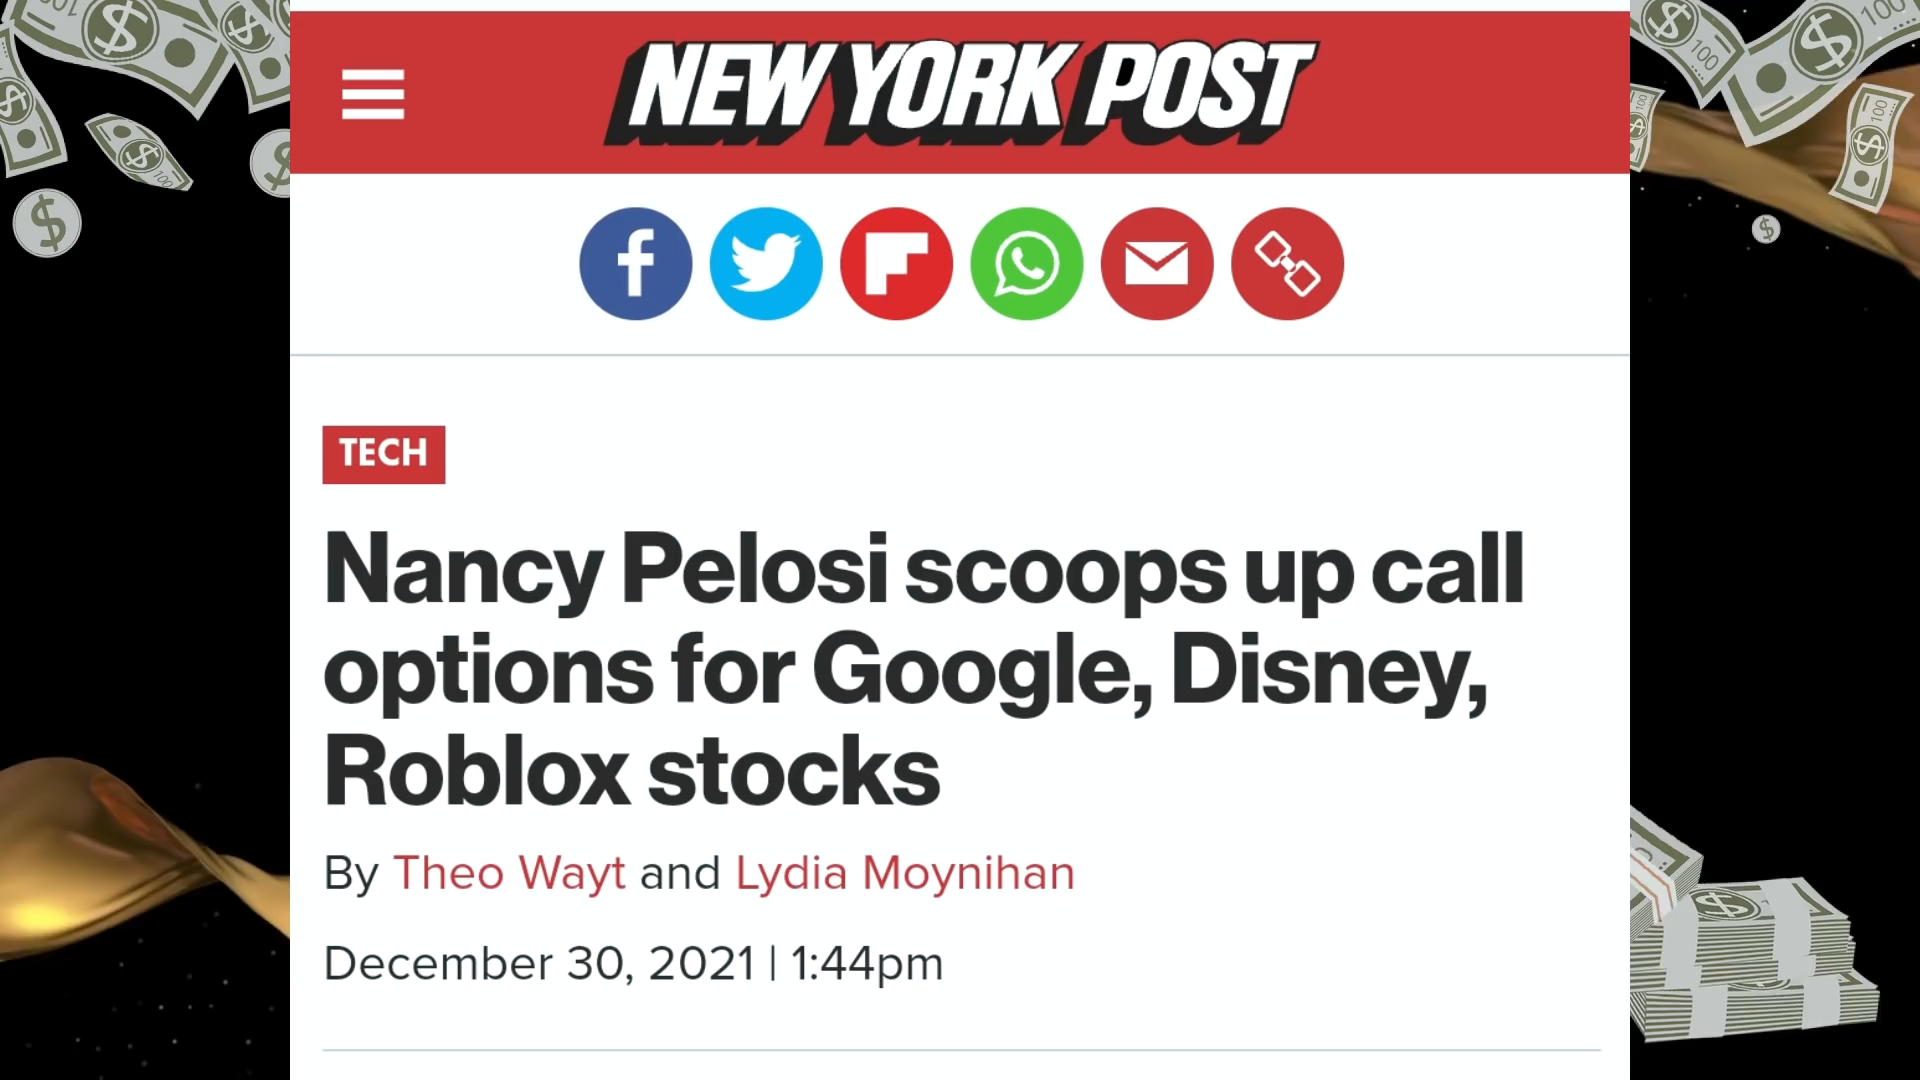 NEW YORK POST
TECH
Nancy Pelosi scoops up call
options for Google, Disney,
Roblox stocks
By Theo Wayt and Lydia Moynihan
December 30, 2021 | 1:44pm